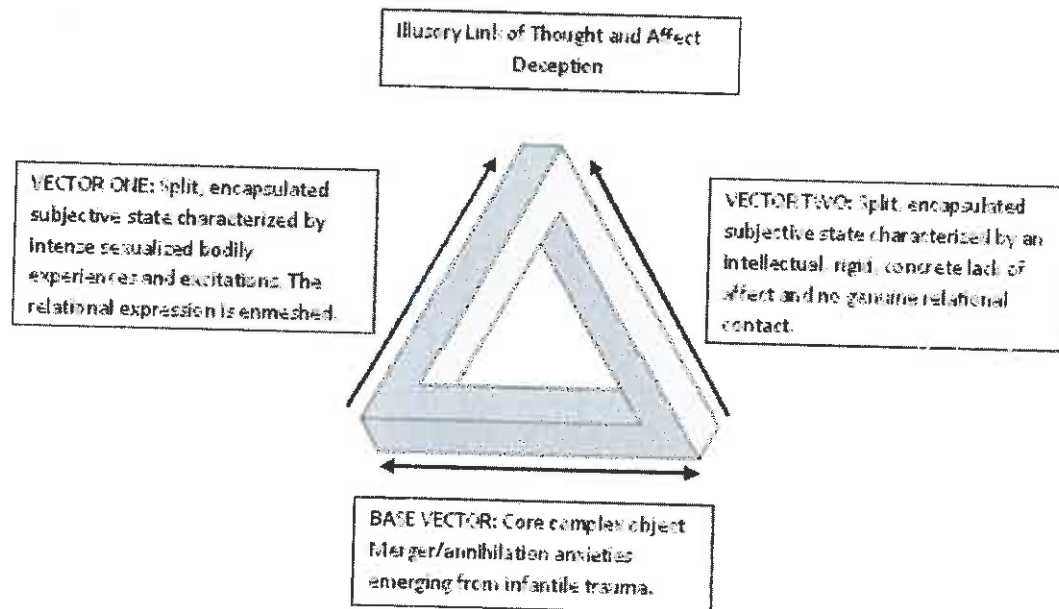 Illusory Link of Thought and Affect
Deception
VECTOR ONE: Split, encapsulated
subjective state characterized by
intense sexualized bodily
experiences and excitations. The
relational expression is enmeshed.
VECTOR TWO: Split, encapsulated
subjective state characterized by an
intellectual, rigid, concrete lack of
affect and no genuine relational
contact.
BASE VECTOR: Core complex object
Merger/annihilation anxieties
emerging from infantile trauma.